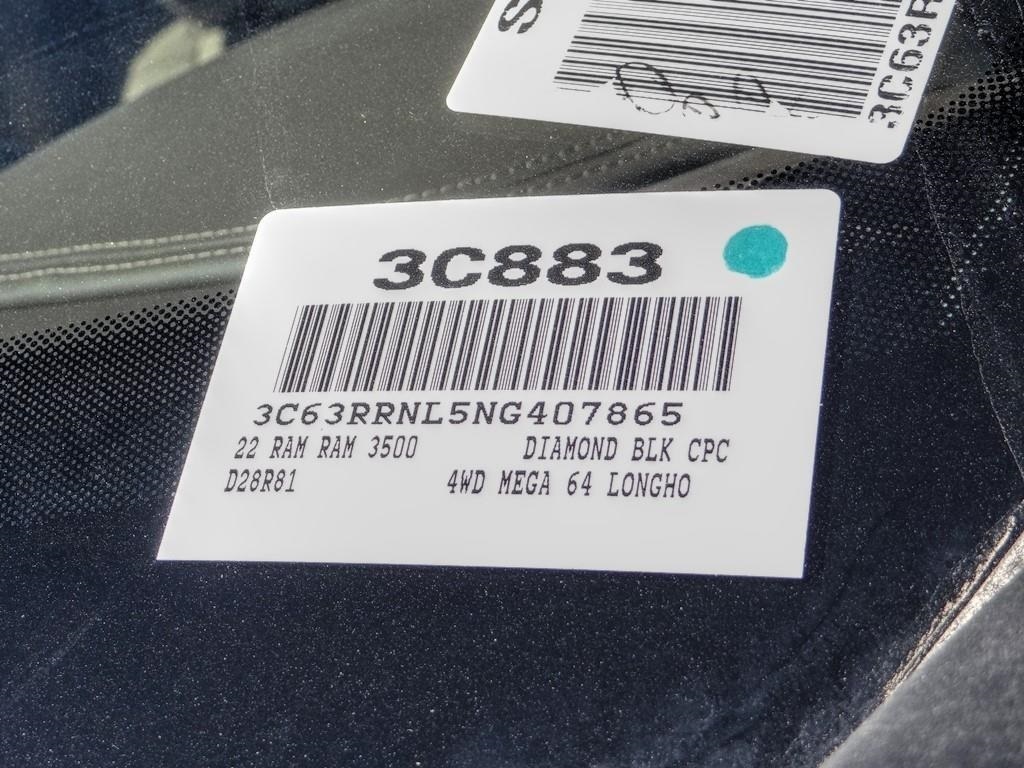 S
3C63R
3C883
3C63RRNL5NG407865
22 RAM RAM 3500 DIAMOND BLK CPC
D28R81 4WD MEGA 64 LONGHO